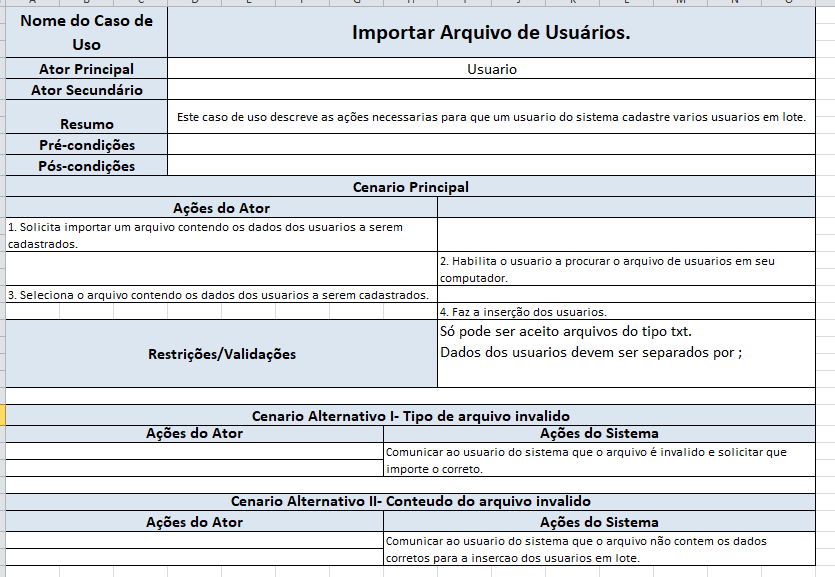 Nome do Caso de
Uso
Importar Arquivo de Usuários.
Ator Principal
Usuario
Ator Secundário
Resumo
Este caso de uso descreve as ações necessarias para que um usuario do sistema cadastre varios usuarios em lote.
Pré-condições
Pós-condições
Cenario Principal
Ações do Ator
1. Solicita importar um arquivo contendo os dados dos usuarios a serem
cadastrados.
2. Habilita o usuario a procurar o arquivo de usuarios em seu
computador.
3. Seleciona o arquivo contendo os dados dos usuarios a serem cadastrados.
4. Faz a inserção dos usuarios.
Restrições/Validações
Só pode ser aceito arquivos do tipo txt.
Dados dos usuarios devem ser separados por ;
Cenario Alternativo I- Tipo de arquivo invalido
Ações do Ator
Ações do Sistema
Comunicar ao usuario do sistema que o arquivo é invalido e solicitar que
importe o correto.
Cenario Alternativo II- Conteudo do arquivo invalido
Ações do Ator
Ações do Sistema
Comunicar ao usuario do sistema que o arquivo não contem os dados
corretos para a insercao dos usuarios em lote.